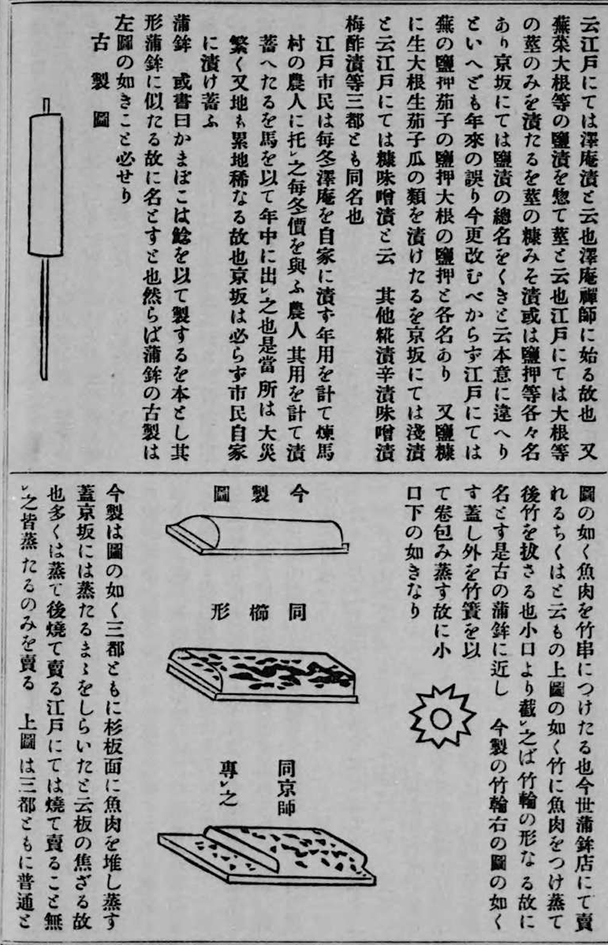 云江戸にては澤庵漬と云也澤庵禪師に始る故也　又
蕪菜大根等の鹽漬を惣て莖と云也江戸にては大根等
の莖のみを漬たるを莖の糠みそ漬或は鹽押等各々名
あり京坂にては鹽漬の總名をくきと云本意に違へり
といへども年來の誤り今更改むべからず江戸にては
蕪の鹽押茄子の鹽押大根の鹽押と各名あり　又鹽糠
に生大根生茄子瓜の類を漬けたるを京坂にては淺漬
と云江戸にては糠味噌漬と云　其他糀漬辛漬味噌漬
梅酢漬等三都とも同名也
江戸市民は毎冬澤庵を自家に漬す年用を計て煉馬
村の農人に托レ之毎冬價を與ふ農人其用を計て漬
蓄へたるを馬を以て年中に出レ之也是當所は大災
繁く又地も累地稀なる故也京坂は必らず市民自家
に漬け蓄ふ
蒲鉾　或書曰かまぼこは鯰を以て製するを本とし其
形蒲鉾に似たる故に名とすと也然らば蒲鉾の古製は
左圖の如きこと必せり
古製圖
圖の如く魚肉を竹串につけたる也今世蒲鉾店にて賣
れるちくはと云もの上圖の如く竹に魚肉をつけ蒸て
後竹を拔さる也小口より截レ之ば竹輪の形なる故に
名とす是古の蒲鉾に近し　今製の竹輪右の圖の如く
す蓋し外を竹簀を以
て卷包み蒸す故に小
口下の如きなり
今製圖
同櫛形
同京師
專レ之
今製は圖の如く三都ともに杉板面に魚肉を堆し蒸す
蓋京坂には蒸たるまゝをしらいたと云板の焦ざる故
也多くは蒸て後燒て賣る江戸にては燒て賣ること無
レ之皆蒸たるのみを賣る　上圖は三都ともに普通と